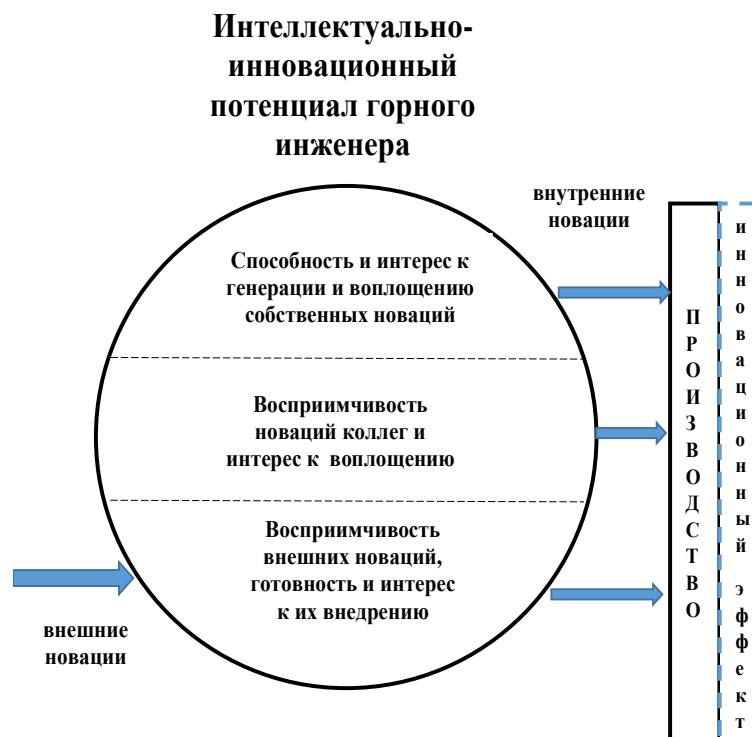 Интеллектуально-
инновационный
потенциал горного
инженера
внутренние
новации
Способность и интерес к
генерации и воплощению
собственных новаций
Восприимчивость
новаций коллег и
интерес к воплощению
Восприимчивость
внешних новаций,
готовность и интерес
к их внедрению
внешние
новации
ПРОИЗВОДСТВО
инновационный эффект